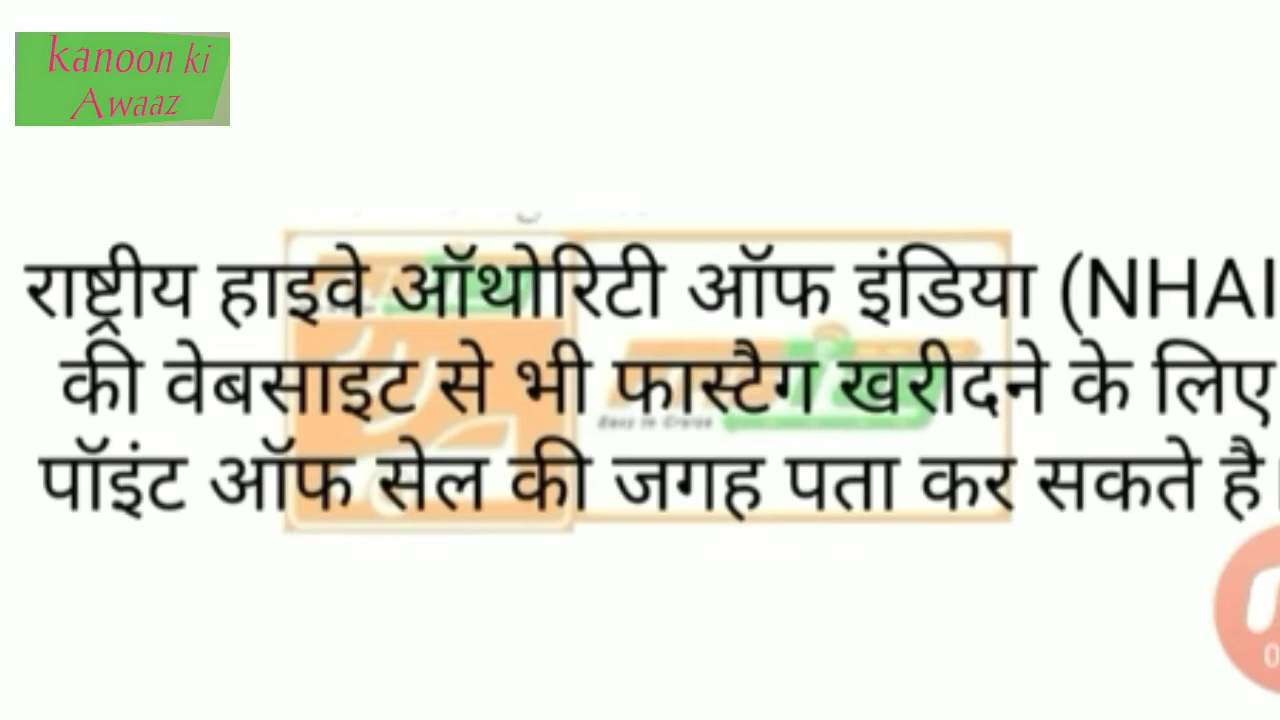 kanoon ki
Awaaz
राष्ट्रीय हाइवे ऑथोरिटी ऑफ इंडिया (NHAI
की वेबसाइट से भी फास्टैग खरीदने के लिए
पॉइंट ऑफ सेल की जगह पता कर सकते है